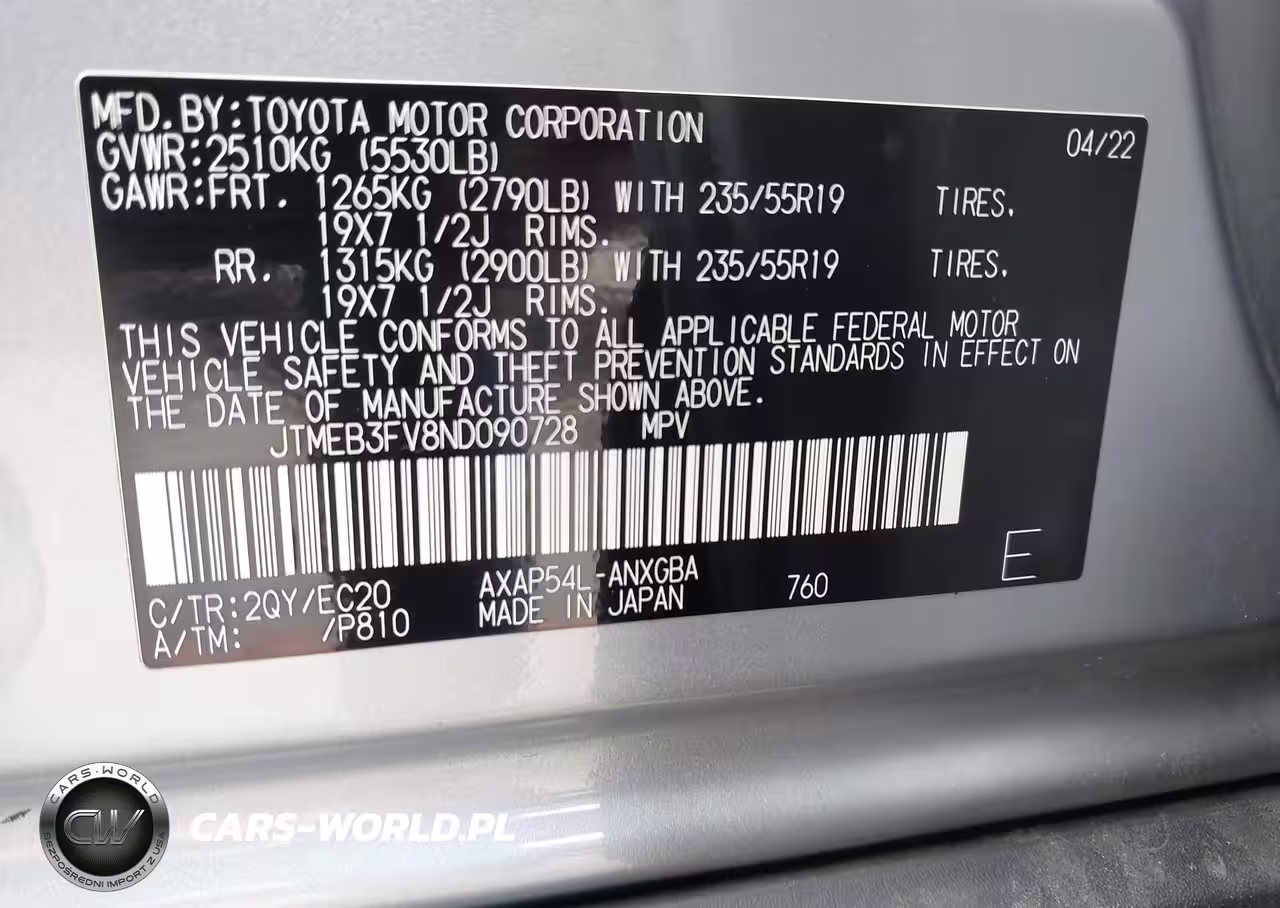 MFD.BY:TOYOTA MOTOR CORPORATION 04/22
GVWR:2510KG (5530LB)
GAWR:FRT. 1265KG (2790LB) WITH 235/55R19 TIRES.
19X7 1/2J RIMS.
RR. 1315KG (2900LB) WITH 235/55R19 TIRES.
19X7 1/2J RIMS.
THIS VEHICLE CONFORMS TO ALL APPLICABLE FEDERAL MOTOR
VEHICLE SAFETY AND THEFT PREVENTION STANDARDS IN EFFECT ON
THE DATE OF MANUFACTURE SHOWN ABOVE.
JTMEB3FV8ND090728 MPV
E
C/TR:2QY/EC20 AXAP54L-ANXGBA 760
A/TM: /P810 MADE IN JAPAN
CARS-WORLD
CW
BEZPOŚREDNI IMPORT Z USA
CARS-WORLD.PL